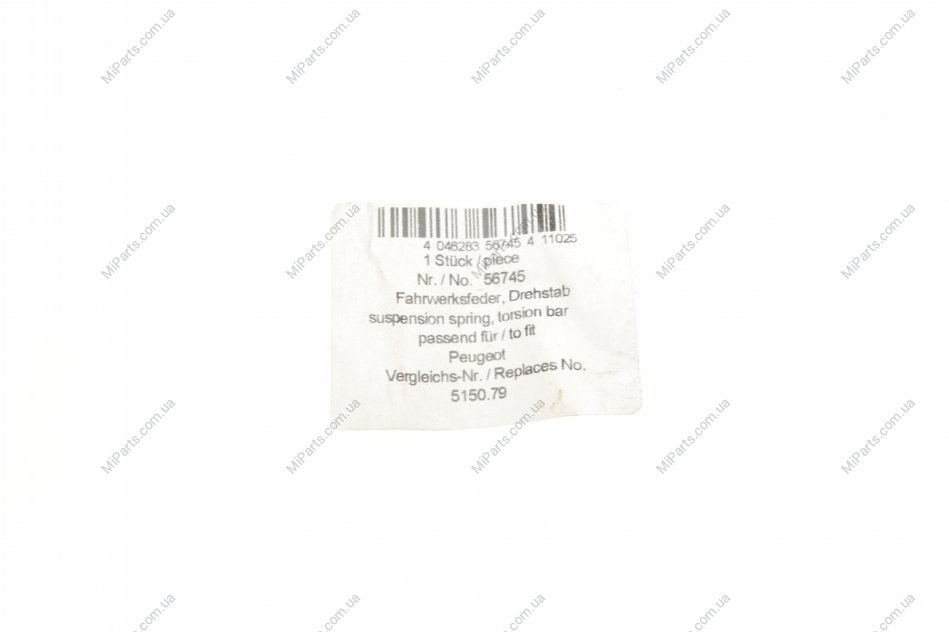 4 046283 56745 4 11025
1 Stück / piece
Nr. / No. 56745
Fahrwerksfeder, Drehstab
suspension spring, torsion bar
passend für / to fit
Peugeot
Vergleichs-Nr. / Replaces No.
5150.79
MiParts.com.ua